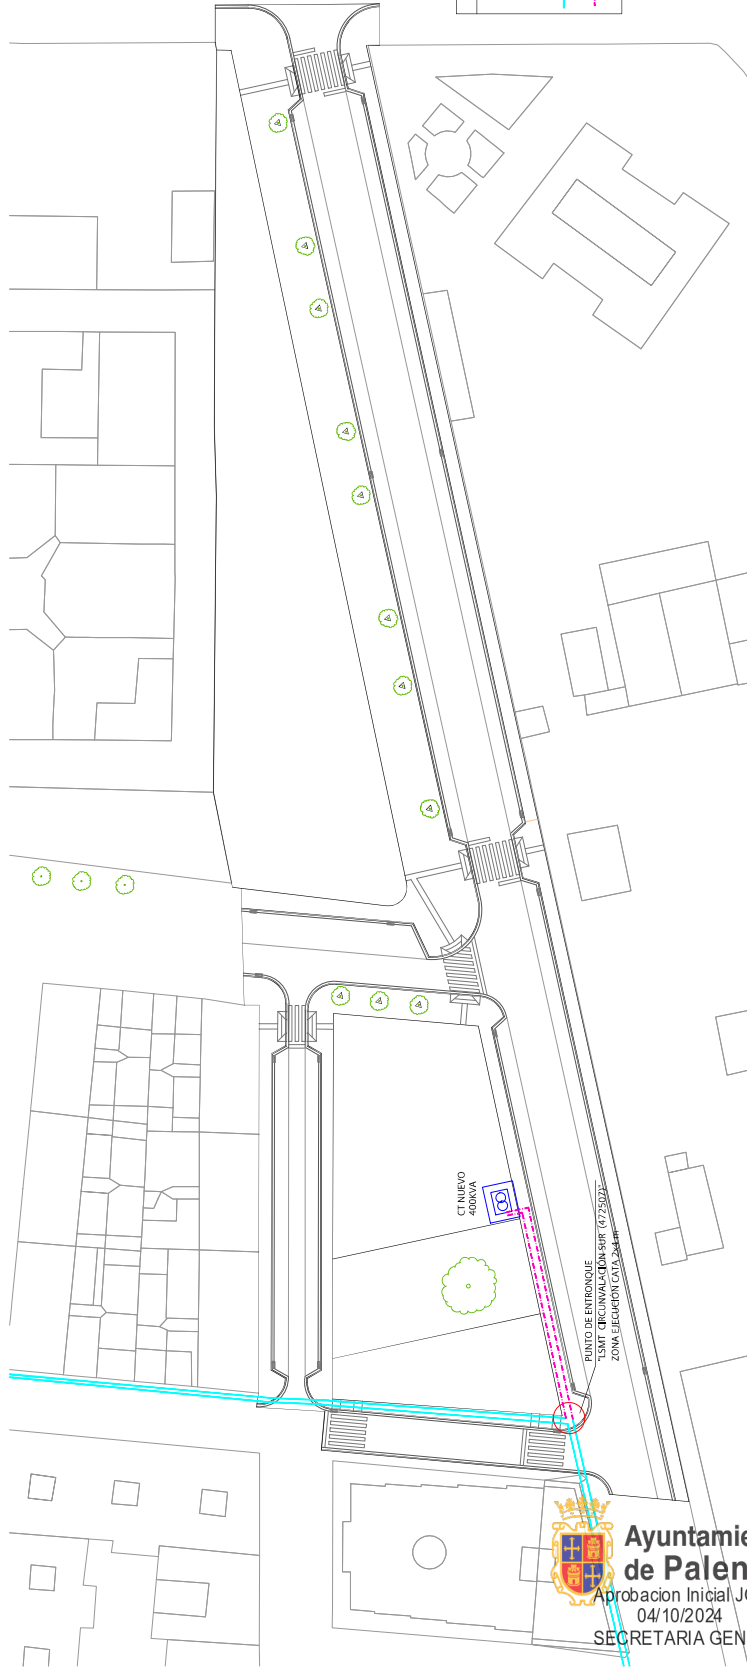 CT NUEVO
400KVA
PUNTO DE ENTRONQUE
"LSMT CIRCUNVALACIÓN SUR (472502)"
ZONA EJECUCIÓN CATA 2x4 m
Ayuntamie
de Palen
Aprobacion Inicial
04/10/2024
SECRETARIA GEN